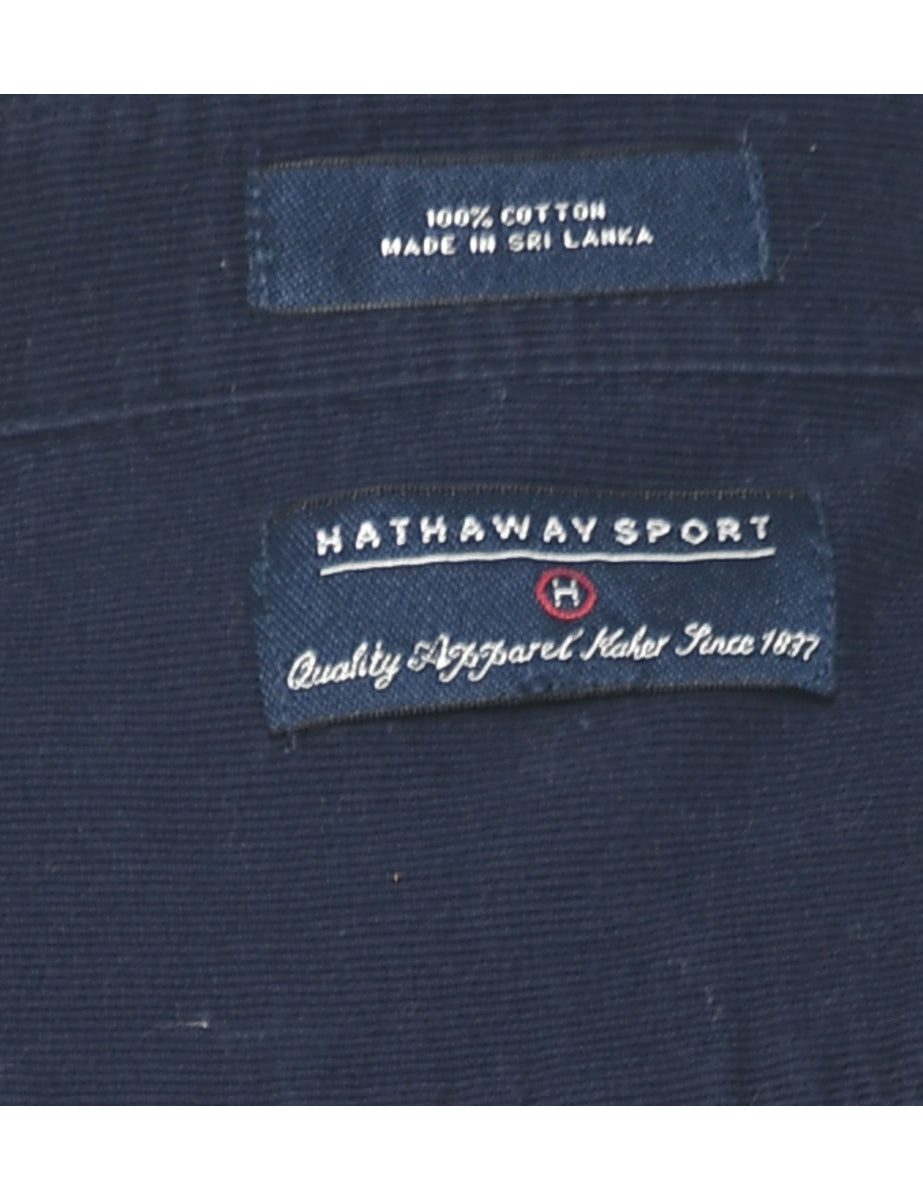 100% COTTON
MADE IN SRI LANKA
HATHAWAY SPORT
H
Quality Apparel Maker Since 1837